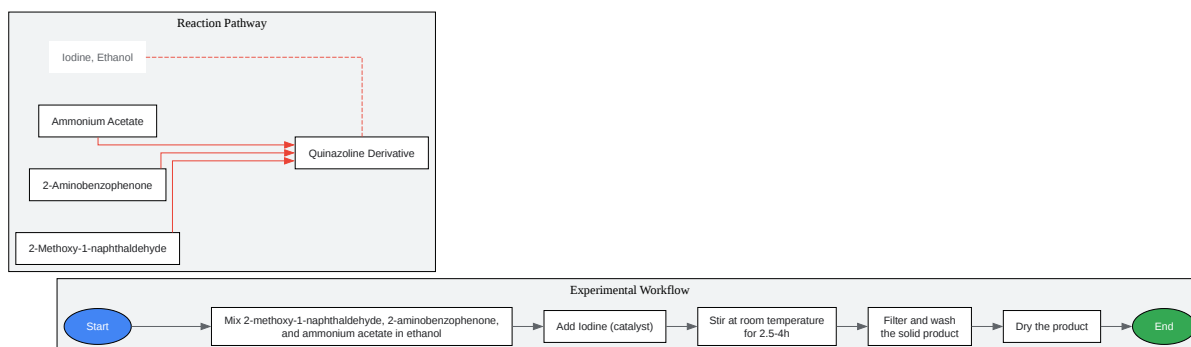 Reaction Pathway
Iodine, Ethanol
Ammonium Acetate
Quinazoline Derivative
2-Aminobenzophenone
2-Methoxy-1-naphthaldehyde
Experimental Workflow
Start
Mix 2-methoxy-1-naphthaldehyde, 2-aminobenzophenone,
and ammonium acetate in ethanol
Add Iodine (catalyst)
Stir at room temperature
for 2.5-4h
Filter and wash
the solid product
Dry the product
End